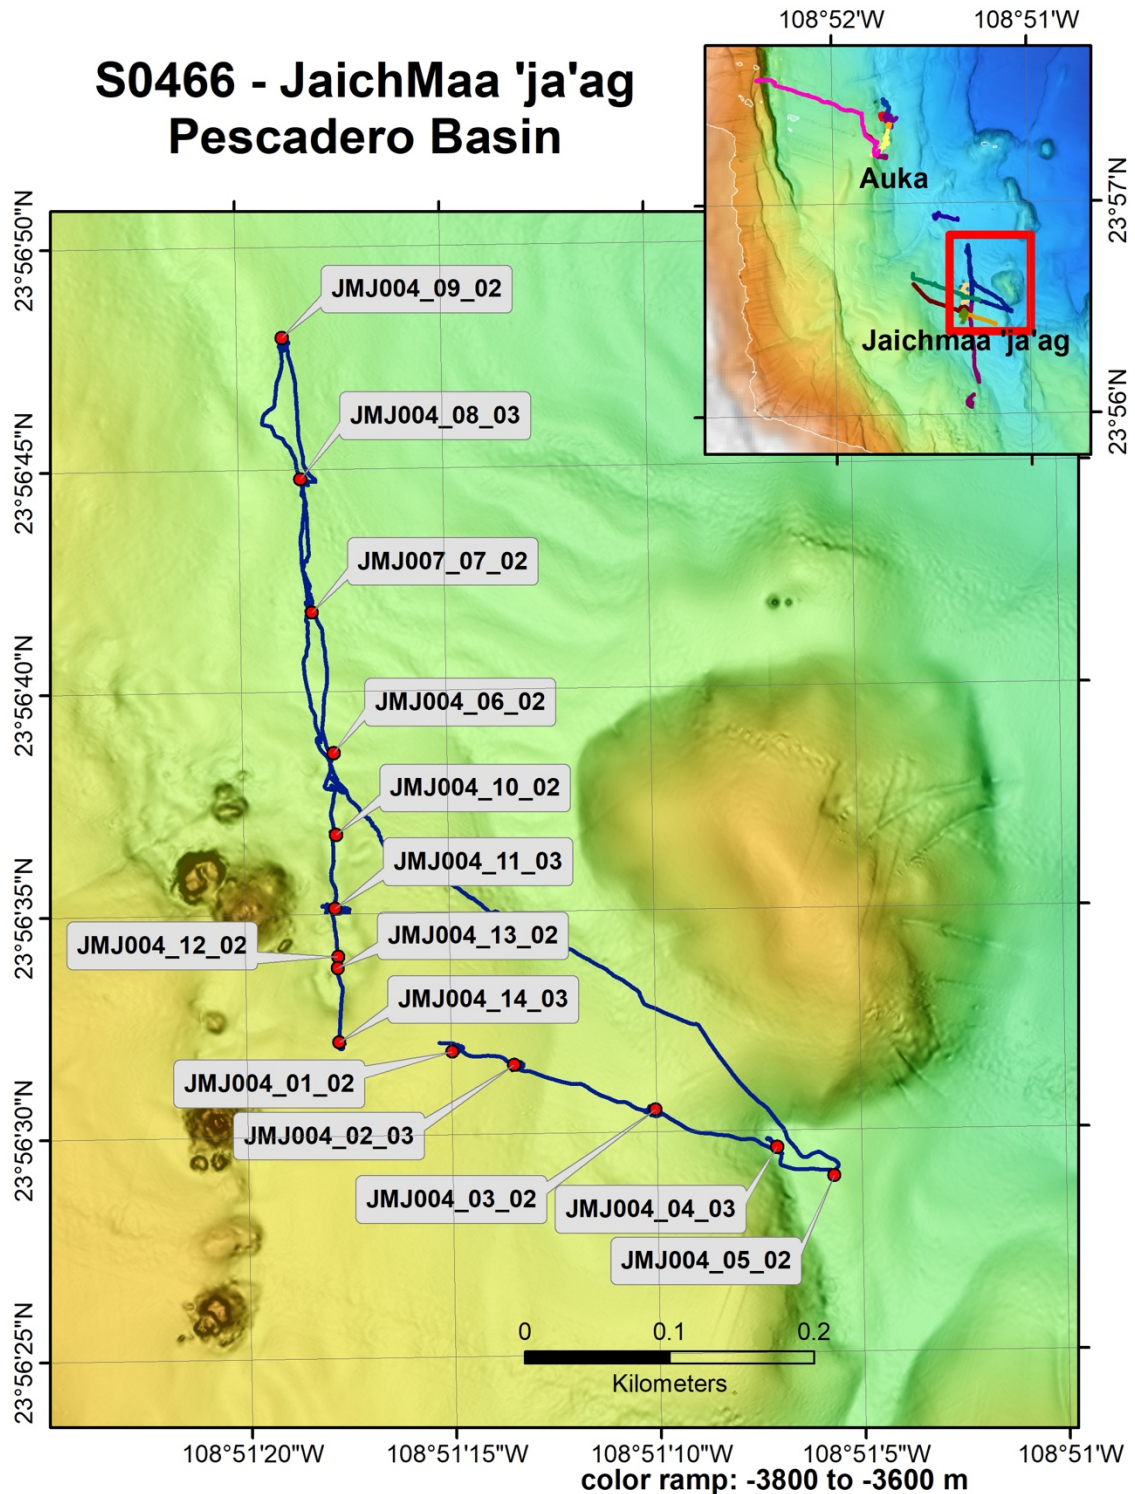 S0466 - JaichMaa 'ja'ag
Pescadero Basin
108°52'W
108°51'W
Auka
23°57'N
Jaichmaa 'ja'ag
23°56'N
23°56'50"N
JMJ004_09_02
JMJ004_08_03
23°56'45"N
JMJ007_07_02
23°56'40"N
JMJ004_06_02
JMJ004_10_02
JMJ004_11_03
23°56'35"N
JMJ004_12_02
JMJ004_13_02
JMJ004_14_03
JMJ004_01_02
23°56'30"N
JMJ004_02_03
JMJ004_03_02
JMJ004_04_03
JMJ004_05_02
23°56'25"N
0 0.1 0.2
Kilometers
108°51'20"W 108°51'15"W 108°51'10"W 108°51'5"W 108°51'W
color ramp: -3800 to -3600 m